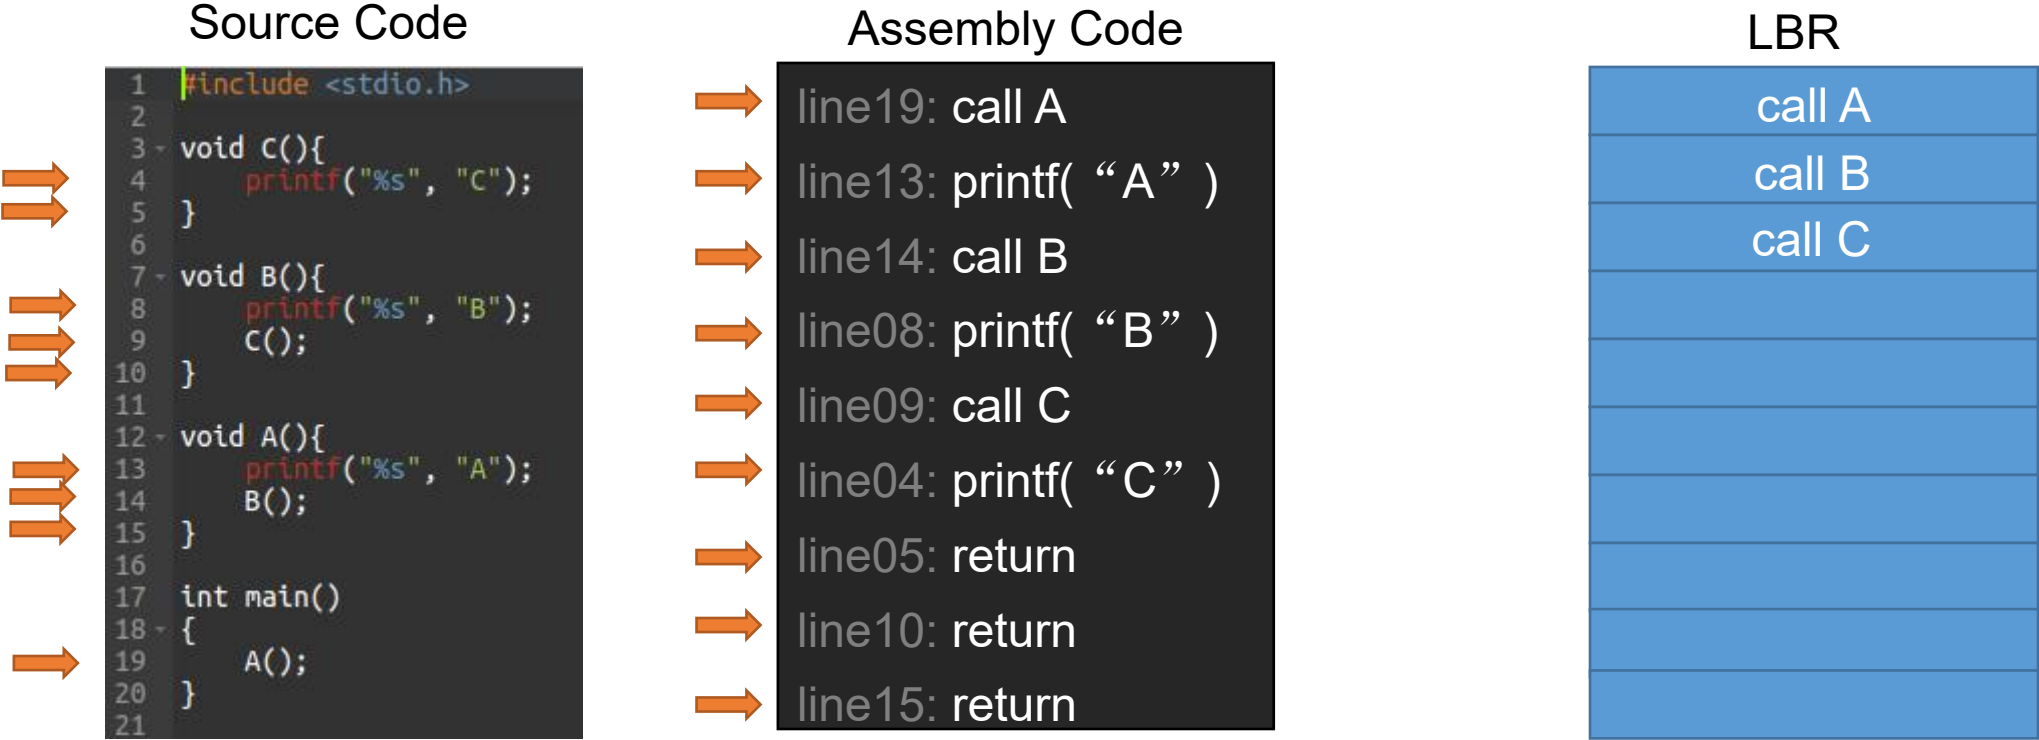 Source Code
1 #include <stdio.h>
2
3 void C(){
4 printf("%s", "C");
5 }
6
7 void B(){
8 printf("%s", "B");
9 C();
10 }
11
12 void A(){
13 printf("%s", "A");
14 B();
15 }
16
17 int main()
18 {
19 A();
20 }
21
Assembly Code
line19: call A
line13: printf( “A” )
line14: call B
line08: printf( “B” )
line09: call C
line04: printf( “C” )
line05: return
line10: return
line15: return
LBR
call A
call B
call C